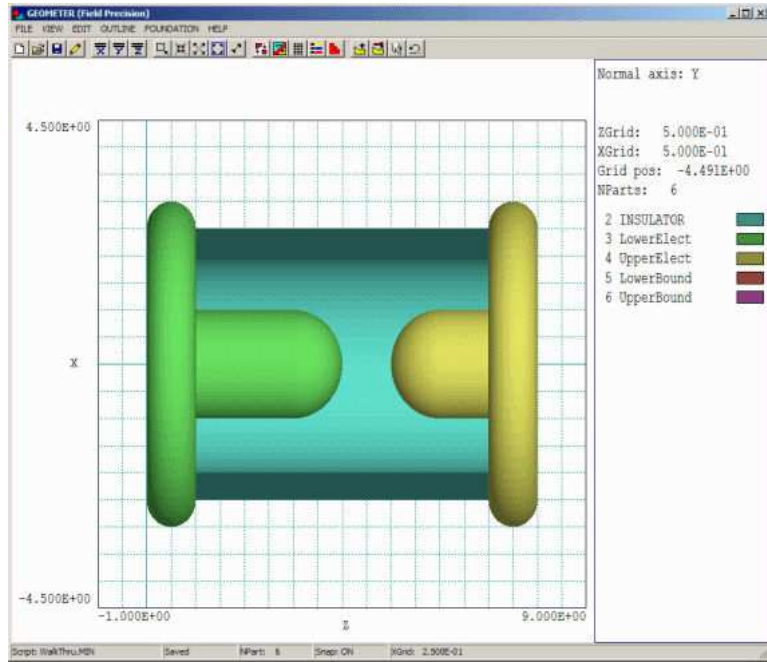 GEOMETER (Field Precision)
FILE VIEW EDIT OUTLINE FOUNDATION HELP
Normal axis: Y
4.500E+00
ZGrid: 5.000E-01
XGrid: 5.000E-01
Grid pos: -4.491E+00
NParts: 6
2 INSULATOR
3 LowerElect
4 UpperElect
5 LowerBound
6 UpperBound
X
-4.500E+00
-1.000E+00
9.000E+00
Z
Script: WalkThru.MIN Saved NPart: 6 Snap: ON XGrid: 2.500E-01